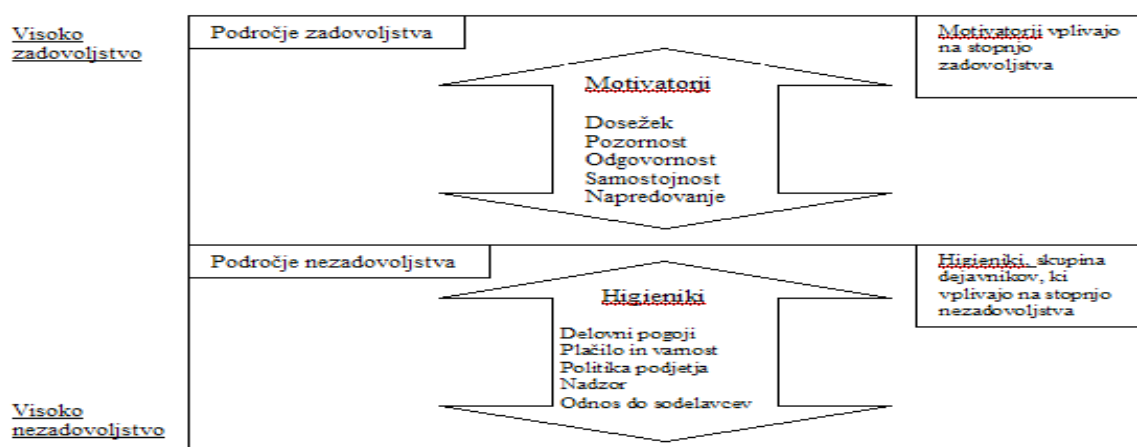 Visoko
zadovoljstvo
Področje zadovoljstva
Motivatorji vplivajo
na stopnjo
zadovoljstva
Motivatorji
Dosežek
Pozornost
Odgovornost
Samostojnost
Napredovanje
Področje nezadovoljstva
Higieniki, skupina
dejavnikov, ki
vplivajo na stopnjo
nezadovoljstva
Higieniki
Delovni pogoji
Plačilo in varnost
Politika podjetja
Nadzor
Odnos do sodelavcev
Visoko
nezadovoljstvo